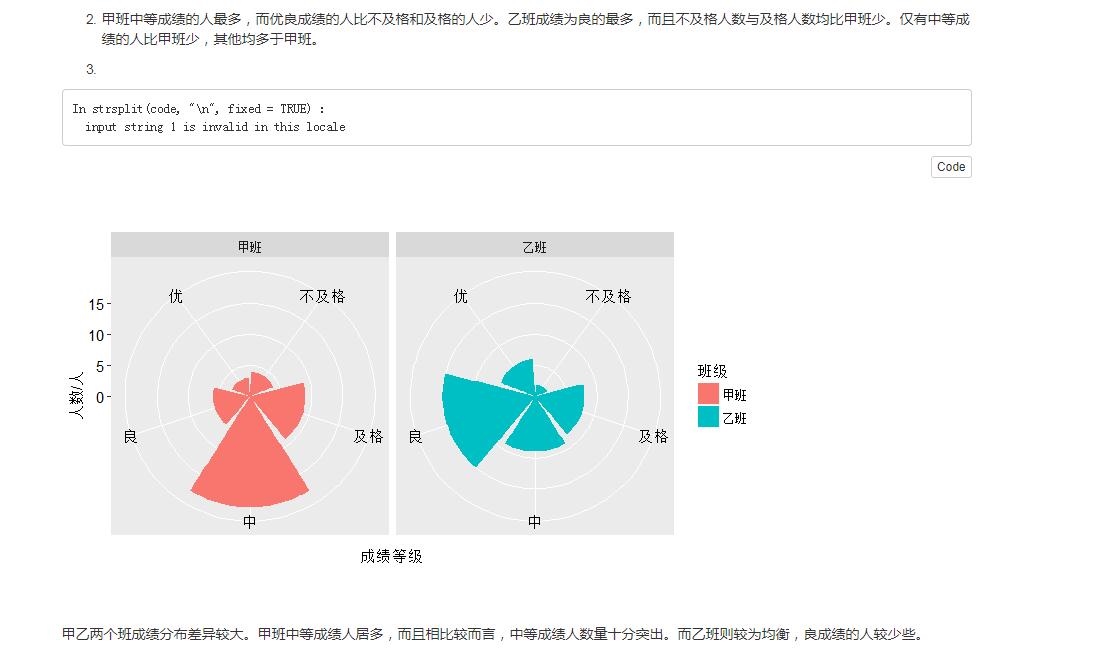 2. 甲班中等成绩的人最多，而优良成绩的人比不及格和及格的人少。乙班成绩为良的最多，而且不及格人数与及格人数均比甲班少。仅有中等成
绩的人比甲班少，其他均多于甲班。
3.
In strsplit(code, "\n", fixed = TRUE) :
input string 1 is invalid in this locale
Code
甲班
乙班
优
不及格
良
及格
中
优
不及格
良
及格
中
15
10
5
0
人数/人
成绩等级
班级
甲班
乙班
甲乙两个班成绩分布差异较大。甲班中等成绩人居多，而且相比较而言，中等成绩人数量十分突出。而乙班则较为均衡，良成绩的人较少些。